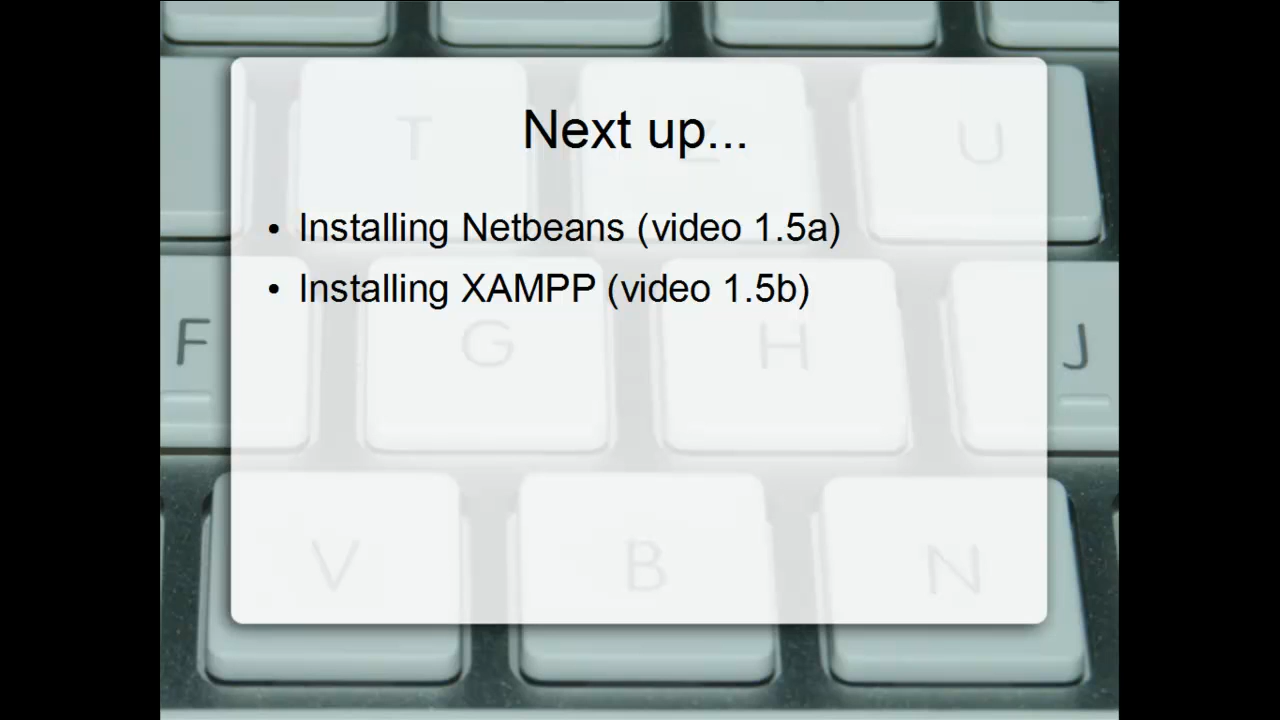 Next up...
• Installing Netbeans (video 1.5a)
• Installing XAMPP (video 1.5b)
T Z U
F G H J
V B N